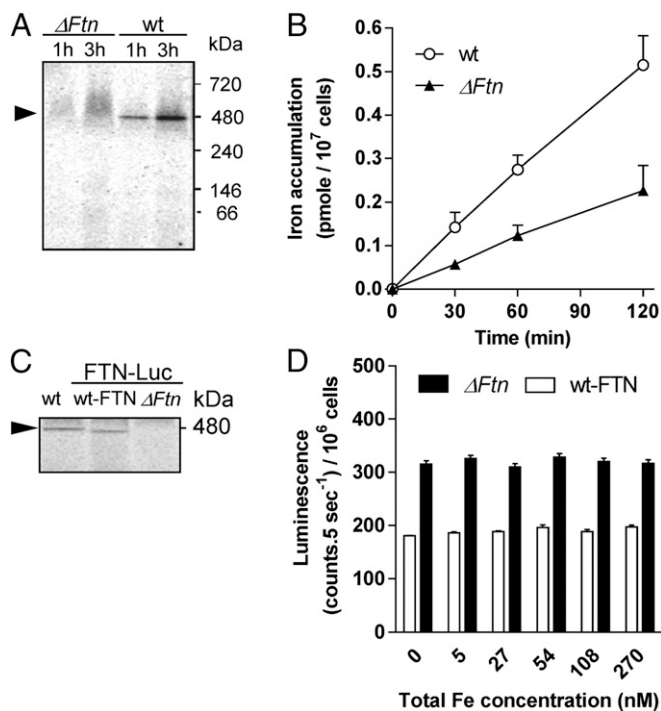 A
ΔFtn wt
1h 3h 1h 3h kDa
720
480
240
146
66
B
Iron accumulation
(pmole / 10⁷ cells)
0.6
0.5
0.4
0.3
0.2
0.1
0.0
wt
ΔFtn
0 30 60 90 120
Time (min)
C
FTN-Luc
wt wt-FTN ΔFtn kDa
480
D
Luminescence
(counts.5 sec⁻¹) / 10⁶ cells
500
400
300
200
100
0
ΔFtn wt-FTN
0 5 27 54 108 270
Total Fe concentration (nM)